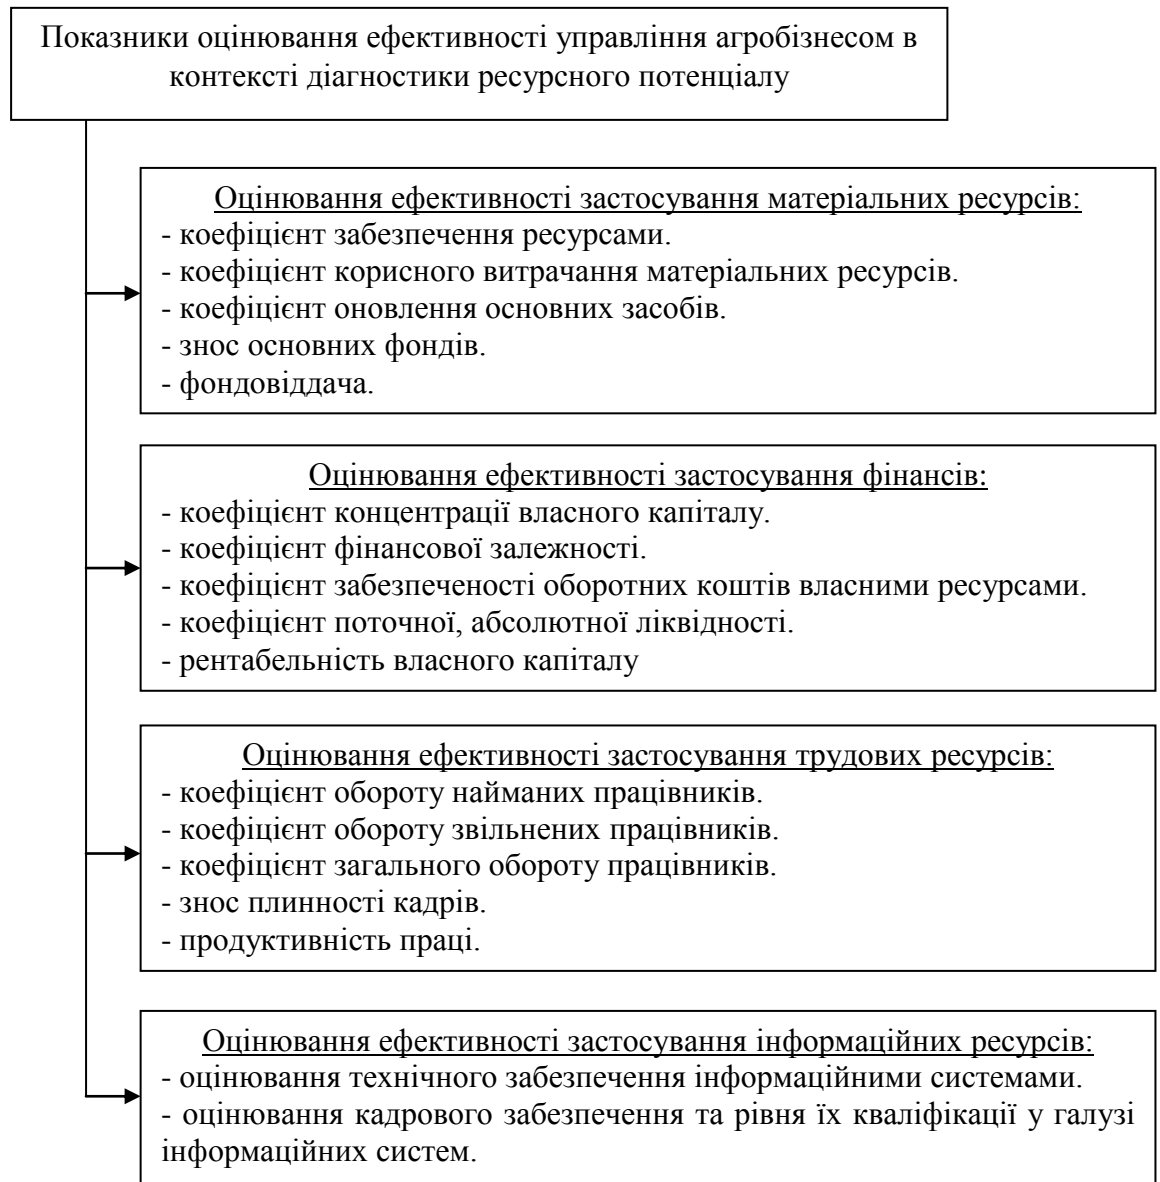 Показники оцінювання ефективності управління агробізнесом в
контексті діагностики ресурсного потенціалу
Оцінювання ефективності застосування матеріальних ресурсів:
- коефіцієнт забезпечення ресурсами.
- коефіцієнт корисного витрачання матеріальних ресурсів.
- коефіцієнт оновлення основних засобів.
- знос основних фондів.
- фондовіддача.
Оцінювання ефективності застосування фінансів:
- коефіцієнт концентрації власного капіталу.
- коефіцієнт фінансової залежності.
- коефіцієнт забезпеченості оборотних коштів власними ресурсами.
- коефіцієнт поточної, абсолютної ліквідності.
- рентабельність власного капіталу
Оцінювання ефективності застосування трудових ресурсів:
- коефіцієнт обороту найманих працівників.
- коефіцієнт обороту звільнених працівників.
- коефіцієнт загального обороту працівників.
- знос плинності кадрів.
- продуктивність праці.
Оцінювання ефективності застосування інформаційних ресурсів:
- оцінювання технічного забезпечення інформаційними системами.
- оцінювання кадрового забезпечення та рівня їх кваліфікації у галузі
інформаційних систем.